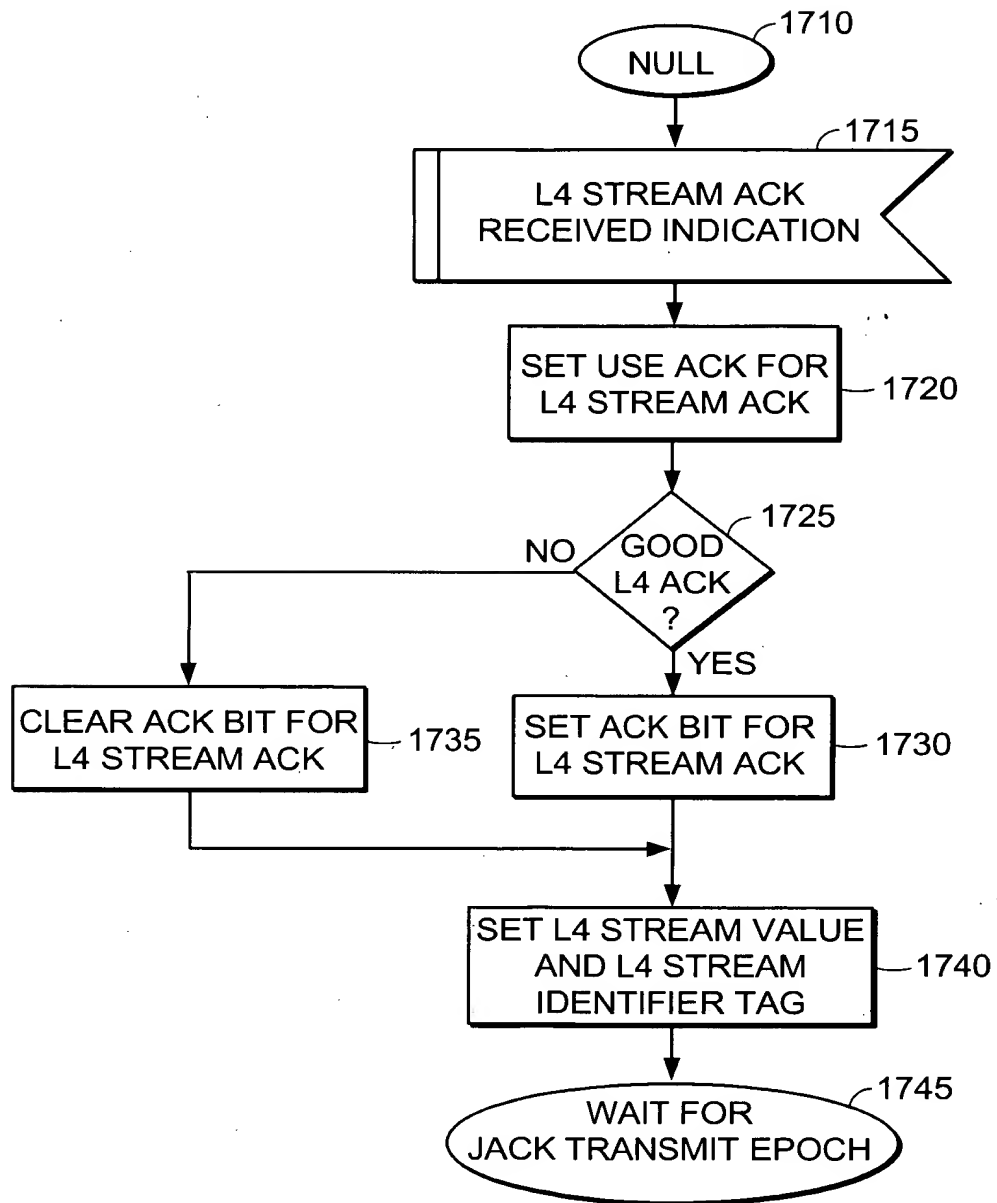 1710
NULL
1715
L4 STREAM ACK
RECEIVED INDICATION
SET USE ACK FOR
L4 STREAM ACK
1720
1725
GOOD
L4 ACK
?
NO
YES
CLEAR ACK BIT FOR
L4 STREAM ACK
1735
SET ACK BIT FOR
L4 STREAM ACK
1730
SET L4 STREAM VALUE
AND L4 STREAM
IDENTIFIER TAG
1740
1745
WAIT FOR
JACK TRANSMIT EPOCH